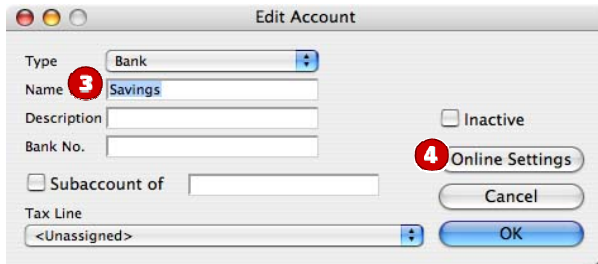 Edit Account
Type Bank
3
Name Savings
Description
Inactive
Bank No.
4 Online Settings
Subaccount of
Cancel
Tax Line
<Unassigned> OK